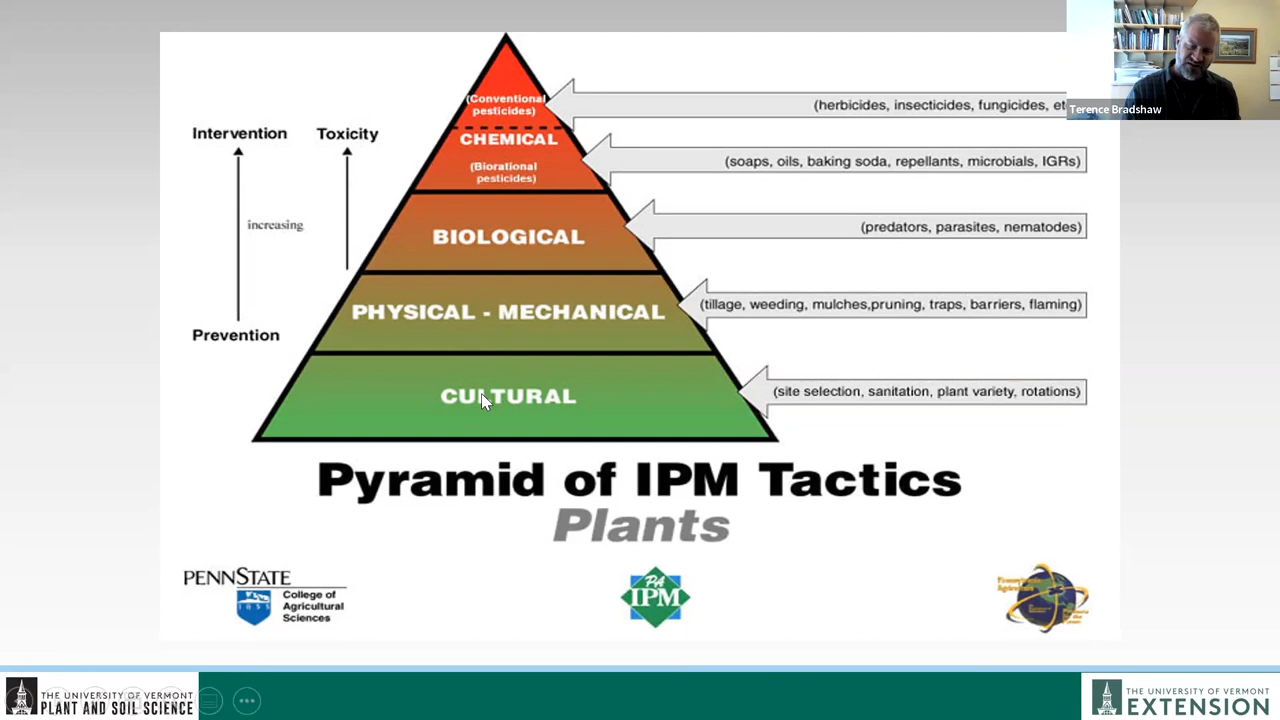 Terence Bradshaw
(Conventional
pesticides)
(herbicides, insecticides, fungicides, et
Intervention
Toxicity
CHEMICAL
(Biorational
pesticides)
(soaps, oils, baking soda, repellants, microbials, IGRs)
increasing
BIOLOGICAL
(predators, parasites, nematodes)
PHYSICAL - MECHANICAL
(tillage, weeding, mulches,pruning, traps, barriers, flaming)
Prevention
CULTURAL
(site selection, sanitation, plant variety, rotations)
Pyramid of IPM Tactics
Plants
PENNSTATE
1855
College of
Agricultural
Sciences
PA
IPM
THE UNIVERSITY OF VERMONT
PLANT AND SOIL SCIENCE
THE UNIVERSITY OF VERMONT
EXTENSION